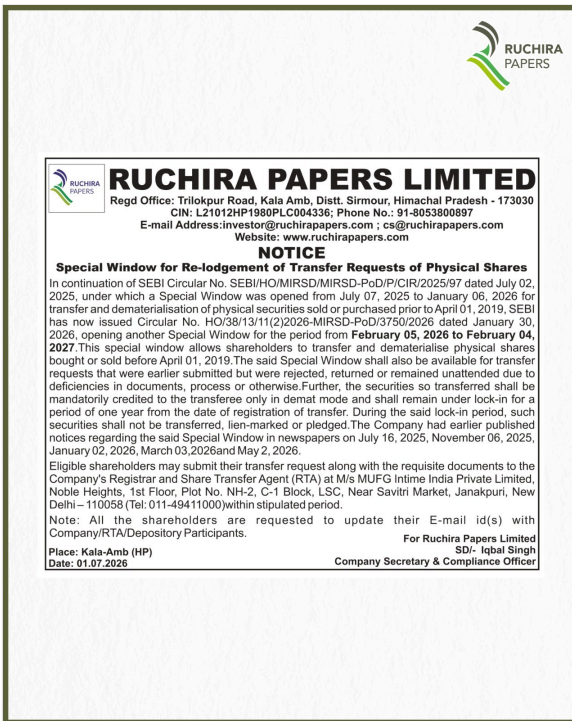 RUCHIRA
PAPERS
RUCHIRA
PAPERS
RUCHIRA PAPERS LIMITED
Regd Office: Trilokpur Road, Kala Amb, Distt. Sirmour, Himachal Pradesh - 173030
CIN: L21012HP1980PLC004336; Phone No.: 91-8053800897
E-mail Address:investor@ruchirapapers.com ; cs@ruchirapapers.com
Website: www.ruchirapapers.com
NOTICE
Special Window for Re-lodgement of Transfer Requests of Physical Shares
In continuation of SEBI Circular No. SEBI/HO/MIRSD/MIRSD-PoD/P/CIR/2025/97 dated July 02,
2025, under which a Special Window was opened from July 07, 2025 to January 06, 2026 for
transfer and dematerialisation of physical securities sold or purchased prior to April 01, 2019, SEBI
has now issued Circular No. HO/38/13/11(2)2026-MIRSD-PoD/3750/2026 dated January 30,
2026, opening another Special Window for the period from February 05, 2026 to February 04,
2027.This special window allows shareholders to transfer and dematerialise physical shares
bought or sold before April 01, 2019.The said Special Window shall also be available for transfer
requests that were earlier submitted but were rejected, returned or remained unattended due to
deficiencies in documents, process or otherwise.Further, the securities so transferred shall be
mandatorily credited to the transferee only in demat mode and shall remain under lock-in for a
period of one year from the date of registration of transfer. During the said lock-in period, such
securities shall not be transferred, lien-marked or pledged.The Company had earlier published
notices regarding the said Special Window in newspapers on July 16, 2025, November 06, 2025,
January 02, 2026, March 03,2026and May 2, 2026.
Eligible shareholders may submit their transfer request along with the requisite documents to the
Company's Registrar and Share Transfer Agent (RTA) at M/s MUFG Intime India Private Limited,
Noble Heights, 1st Floor, Plot No. NH-2, C-1 Block, LSC, Near Savitri Market, Janakpuri, New
Delhi – 110058 (Tel: 011-49411000)within stipulated period.
Note: All the shareholders are requested to update their E-mail id(s) with
Company/RTA/Depository Participants.
For Ruchira Papers Limited
Place: Kala-Amb (HP)
SD/- Iqbal Singh
Date: 01.07.2026
Company Secretary & Compliance Officer